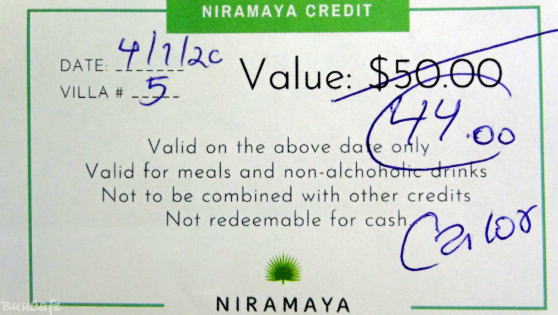 NIRAMAYA CREDIT
DATE: 4/1/20
VILLA # 5
Value: $50.00
44.00
Valid on the above date only
Valid for meals and non-alchoholic drinks
Not to be combined with other credits
Not redeemable for cash
NIRAMAYA